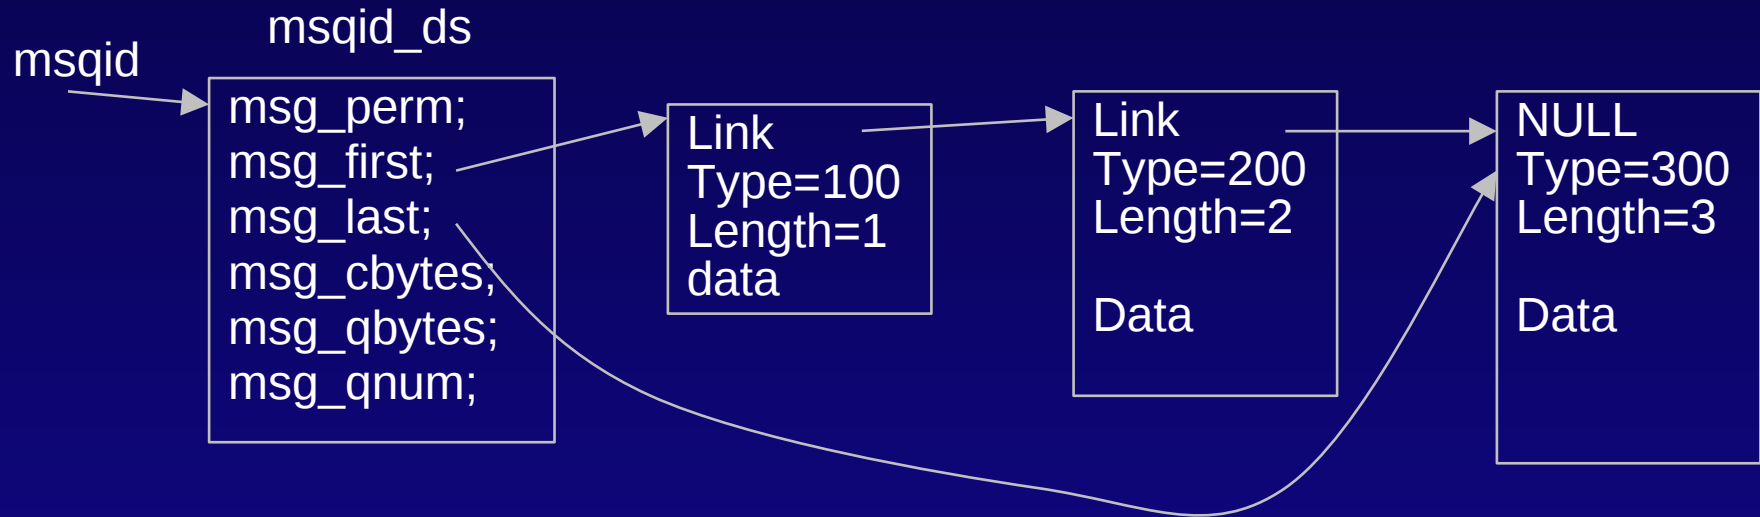 msqid_ds
msqid
msg_perm;
msg_first;
msg_last;
msg_cbytes;
msg_qbytes;
msg_qnum;
Link
Type=100
Length=1
data
Link
Type=200
Length=2
Data
NULL
Type=300
Length=3
Data